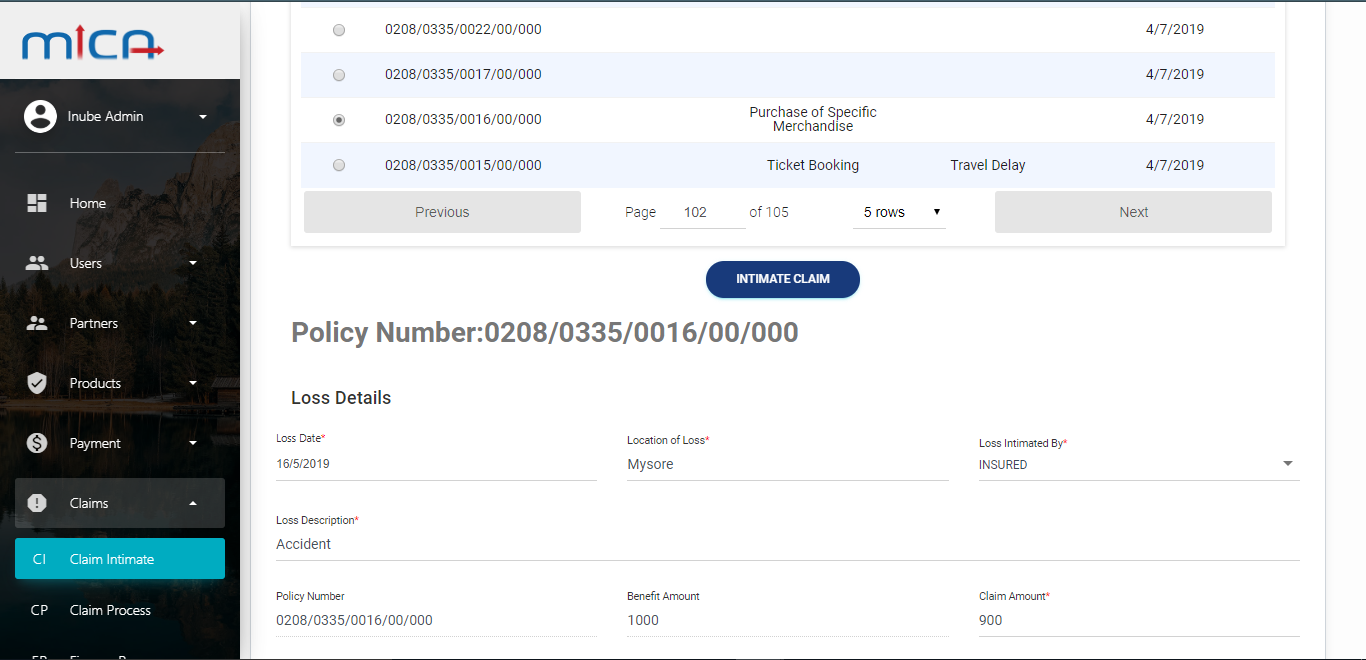 mica
Inube Admin
Home
Users
Partners
Products
Payment
Claims
CI Claim Intimate
CP Claim Process
0208/0335/0022/00/000 4/7/2019
0208/0335/0017/00/000 4/7/2019
0208/0335/0016/00/000 Purchase of Specific
Merchandise 4/7/2019
0208/0335/0015/00/000 Ticket Booking Travel Delay 4/7/2019
Previous Page 102 of 105 5 rows Next
INTIMATE CLAIM
Policy Number:0208/0335/0016/00/000
Loss Details
Loss Date* Location of Loss* Loss Intimated By*
16/5/2019 Mysore INSURED
Loss Description*
Accident
Policy Number Benefit Amount Claim Amount*
0208/0335/0016/00/000 1000 900